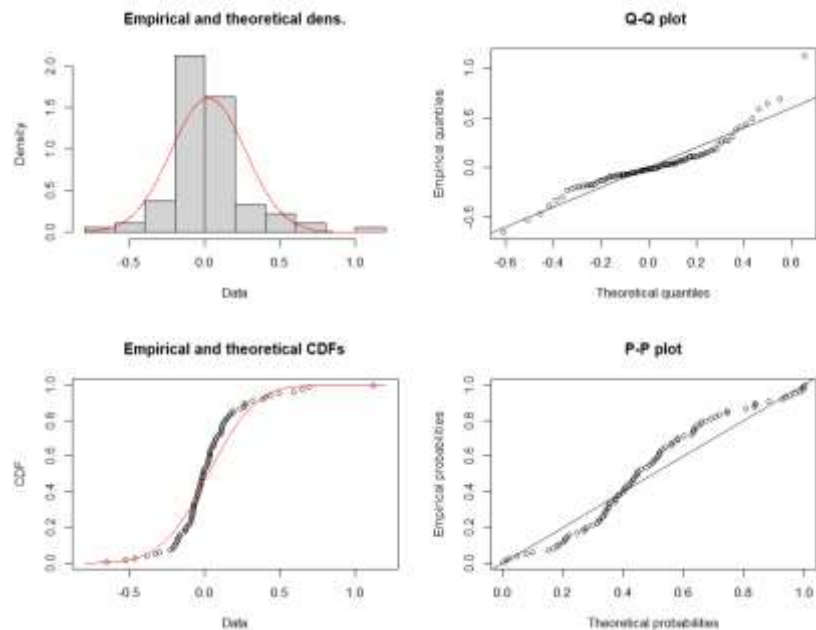 Empirical and theoretical dens.
Density
0.0 0.5 1.0 1.5 2.0
-0.5 0.0 0.5 1.0
Data
Q-Q plot
Empirical quantiles
-0.5 0.0 0.5 1.0
-0.6 -0.4 -0.2 0.0 0.2 0.4 0.6
Theoretical quantiles
Empirical and theoretical CDFs
CDF
0.0 0.2 0.4 0.6 0.8 1.0
-0.5 0.0 0.5 1.0
Data
P-P plot
Empirical probabilities
0.0 0.2 0.4 0.6 0.8 1.0
0.0 0.2 0.4 0.6 0.8 1.0
Theoretical probabilities